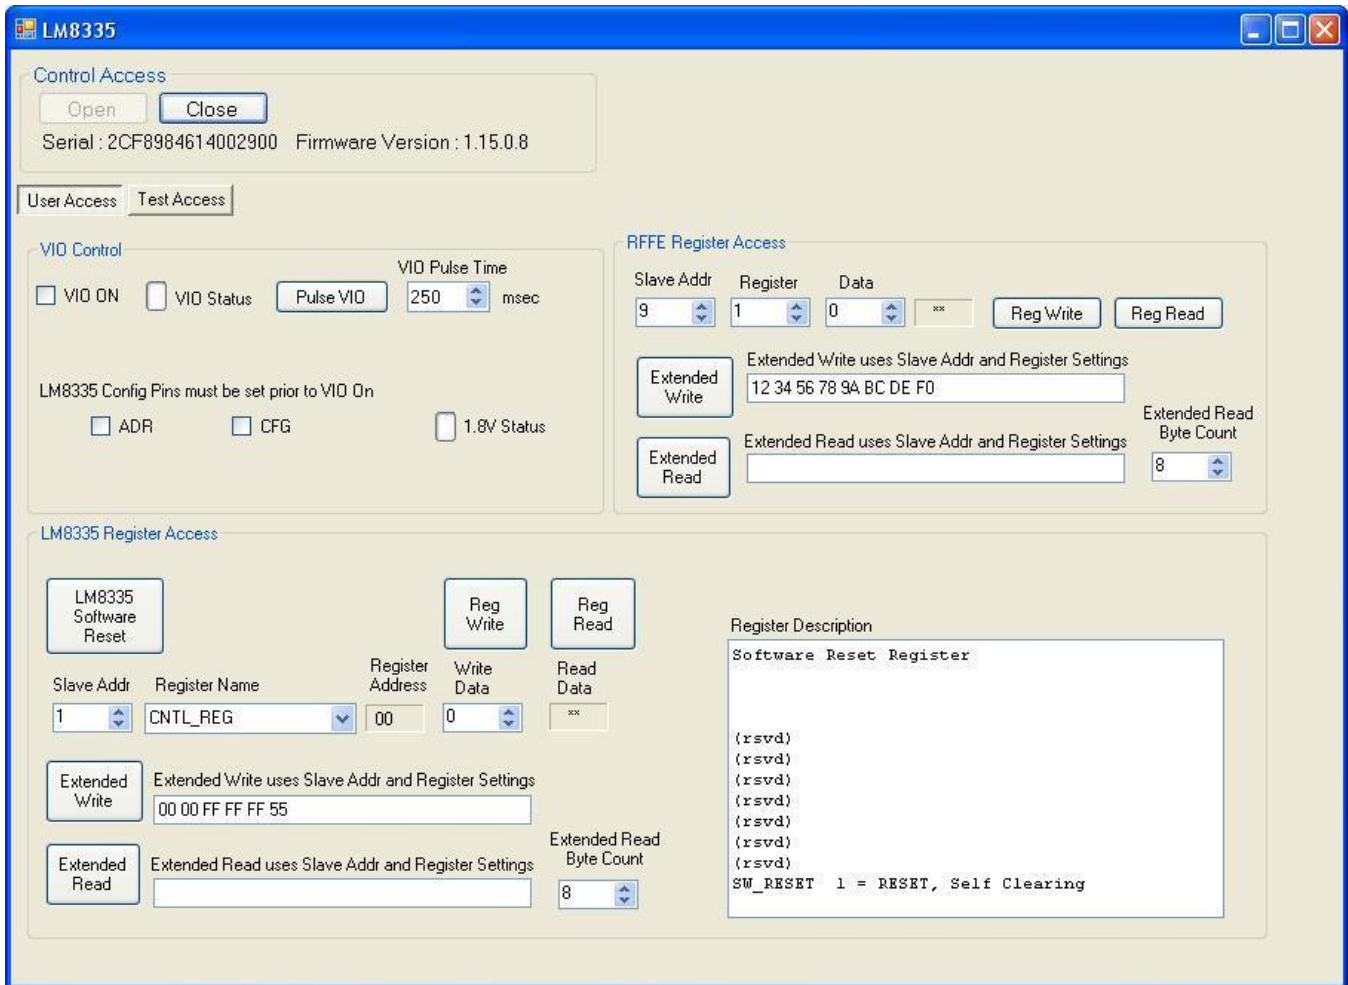 LM8335
Control Access
Open Close
Serial : 2CF8984614002900 Firmware Version : 1.15.0.8
User Access Test Access
VIO Control
VIO Pulse Time
VIO ON VIO Status Pulse VIO 250 msec
LM8335 Config Pins must be set prior to VIO On
ADR CFG 1.8V Status
RFFE Register Access
Slave Addr Register Data
9 1 0 ** Reg Write Reg Read
Extended Write
Extended Write uses Slave Addr and Register Settings
12 34 56 78 9A BC DE F0
Extended Read
Extended Read uses Slave Addr and Register Settings
Extended Read
Byte Count
8
LM8335 Register Access
LM8335
Software
Reset
Reg
Write
Reg
Read
Slave Addr Register Name Register
Address Write
Data Read
Data
1 CNTL_REG 00 0 **
Extended
Write
Extended Write uses Slave Addr and Register Settings
00 00 FF FF FF 55
Extended
Read
Extended Read uses Slave Addr and Register Settings
Extended Read
Byte Count
8
Register Description
Software Reset Register
(rsvd)
(rsvd)
(rsvd)
(rsvd)
(rsvd)
(rsvd)
(rsvd)
SW_RESET 1 = RESET, Self Clearing